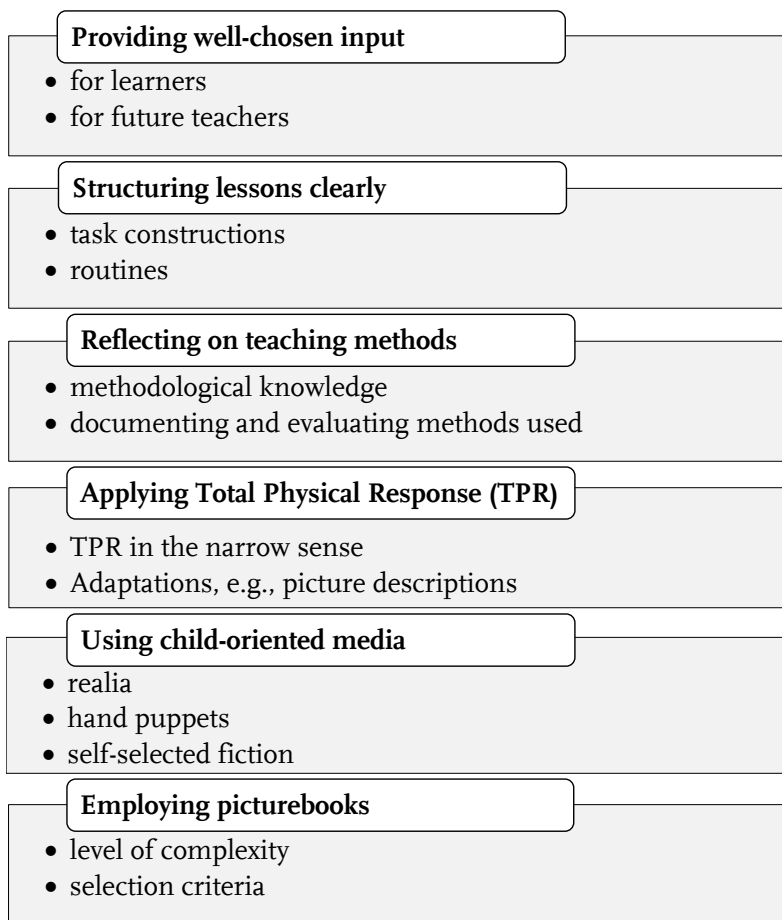 Providing well-chosen input
• for learners
• for future teachers
Structuring lessons clearly
• task constructions
• routines
Reflecting on teaching methods
• methodological knowledge
• documenting and evaluating methods used
Applying Total Physical Response (TPR)
• TPR in the narrow sense
• Adaptations, e.g., picture descriptions
Using child-oriented media
• realia
• hand puppets
• self-selected fiction
Employing picturebooks
• level of complexity
• selection criteria